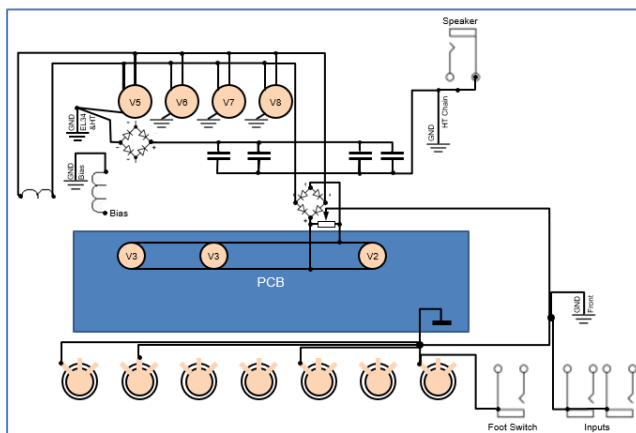 Speaker
V5
V6
V7
V8
GND
EL34
&HT
GND
HT Chain
GND
Bias
Bias
V3
V3
V2
PCB
GND
Front
Foot Switch
Inputs